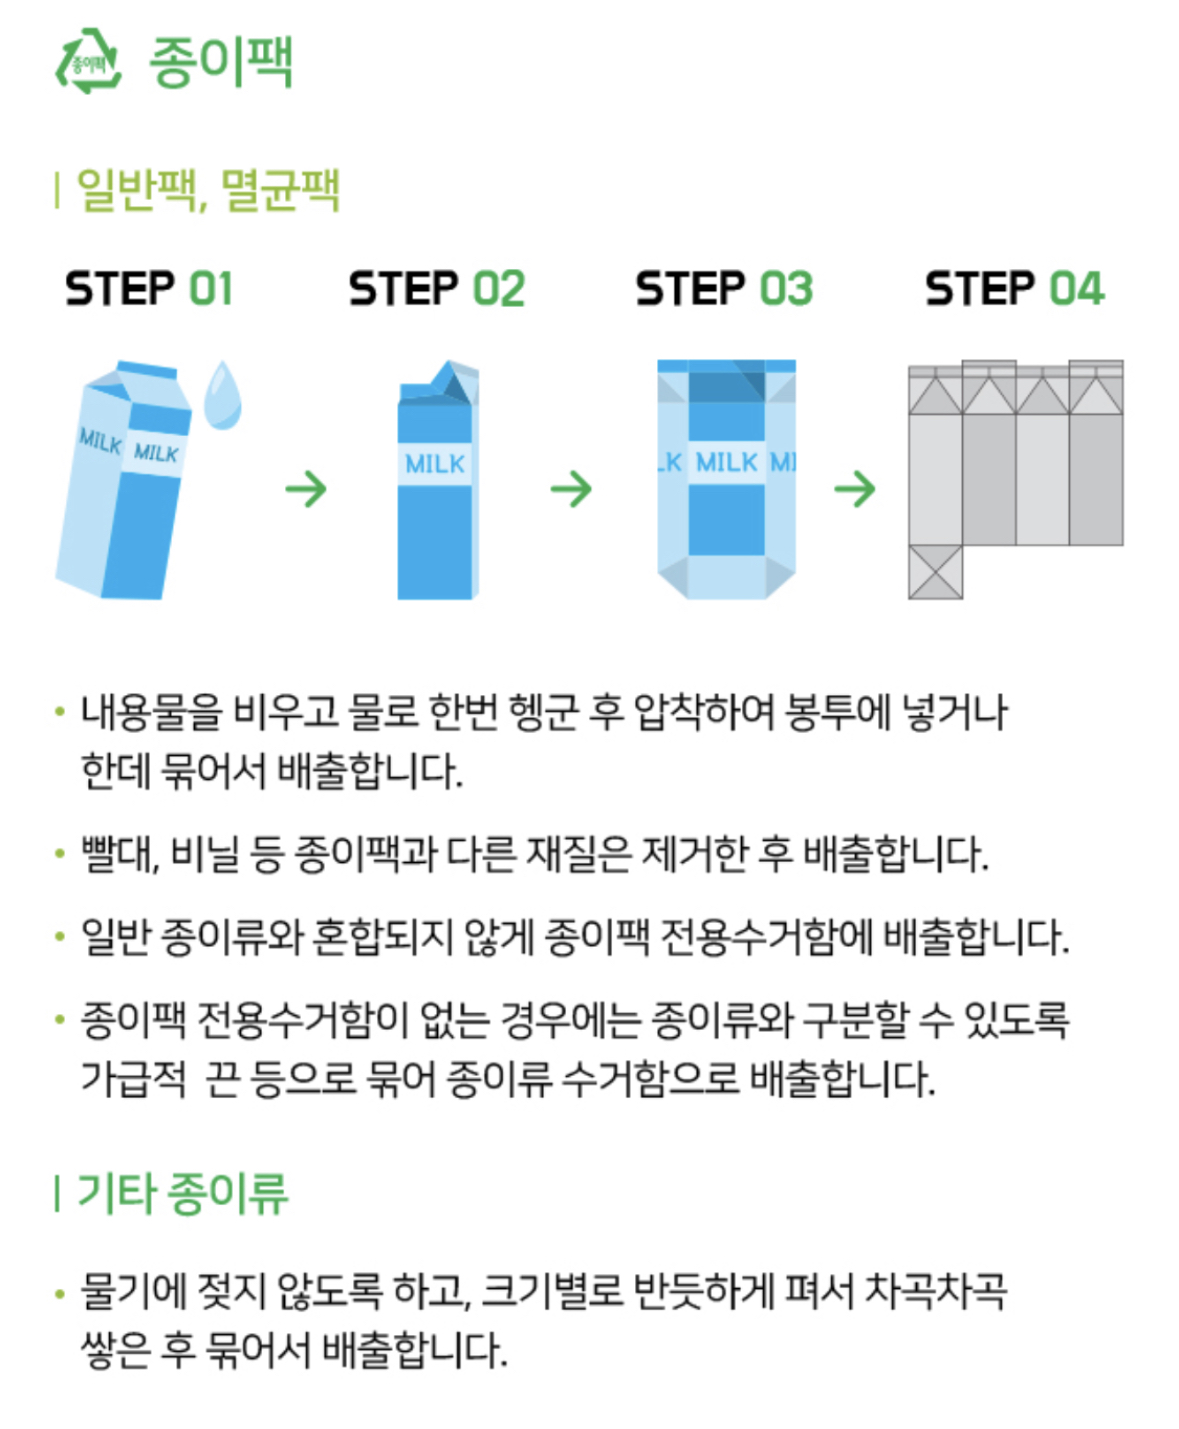 종이팩
종이팩
일반팩, 멸균팩
STEP 01
STEP 02
STEP 03
STEP 04
MILK
MILK
MILK
LK
MILK
MI
• 내용물을 비우고 물로 한번 헹군 후 압착하여 봉투에 넣거나
한데 묶어서 배출합니다.
• 빨대, 비닐 등 종이팩과 다른 재질은 제거한 후 배출합니다.
• 일반 종이류와 혼합되지 않게 종이팩 전용수거함에 배출합니다.
• 종이팩 전용수거함이 없는 경우에는 종이류와 구분할 수 있도록
가급적 끈 등으로 묶어 종이류 수거함으로 배출합니다.
기타 종이류
• 물기에 젖지 않도록 하고, 크기별로 반듯하게 펴서 차곡차곡
쌓은 후 묶어서 배출합니다.